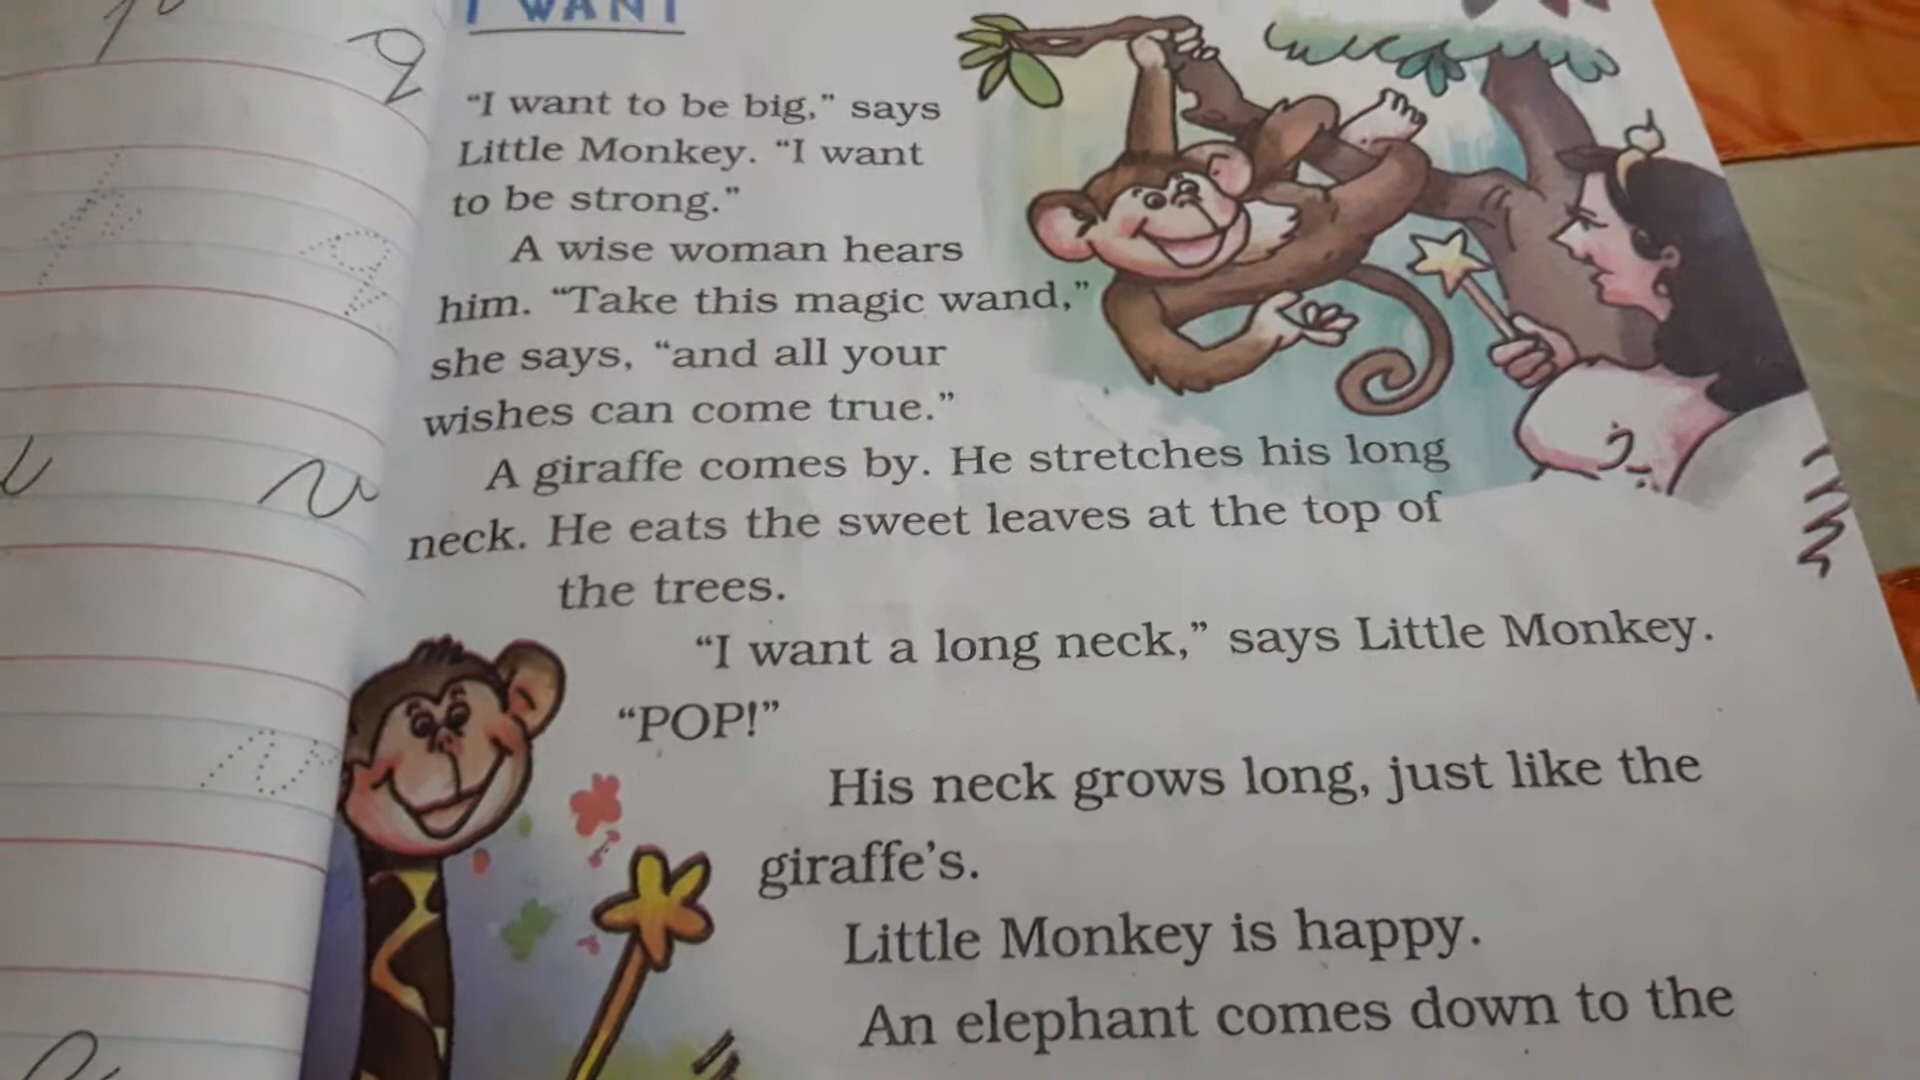 I WANT
“I want to be big,” says
Little Monkey. “I want
to be strong.”
A wise woman hears
him. “Take this magic wand,”
she says, “and all your
wishes can come true.”
A giraffe comes by. He stretches his long
neck. He eats the sweet leaves at the top of
the trees.
“I want a long neck,” says Little Monkey.
“POP!”
His neck grows long, just like the
giraffe’s.
Little Monkey is happy.
An elephant comes down to the